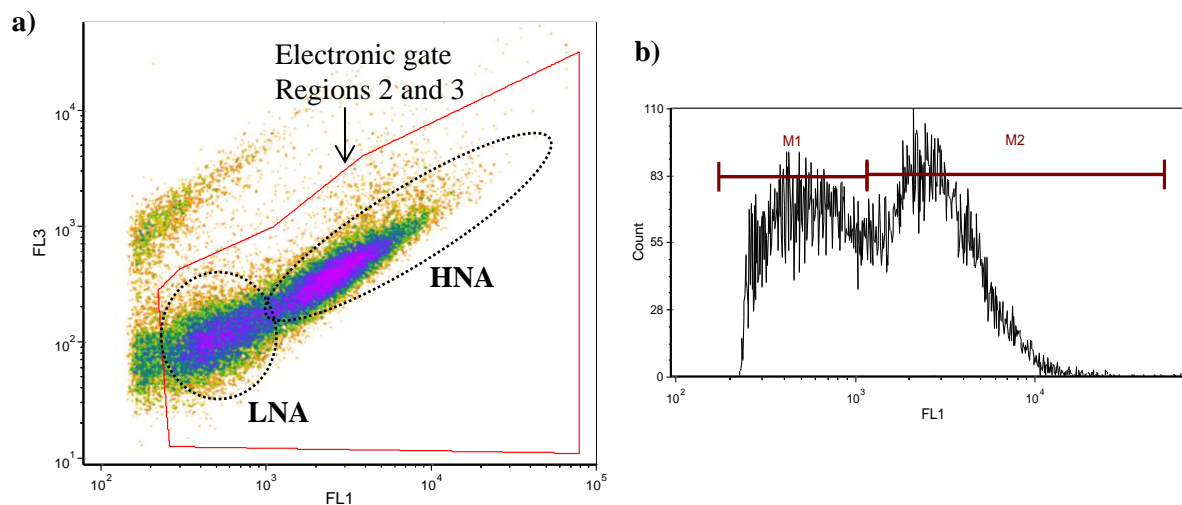 a)
Electronic gate
Regions 2 and 3
10^4
10^3
10^2
10^1
FL3
HNA
LNA
10^2
10^3
10^4
10^5
FL1
b)
110
83
55
28
0
Count
M1
M2
10^2
10^3
10^4
FL1